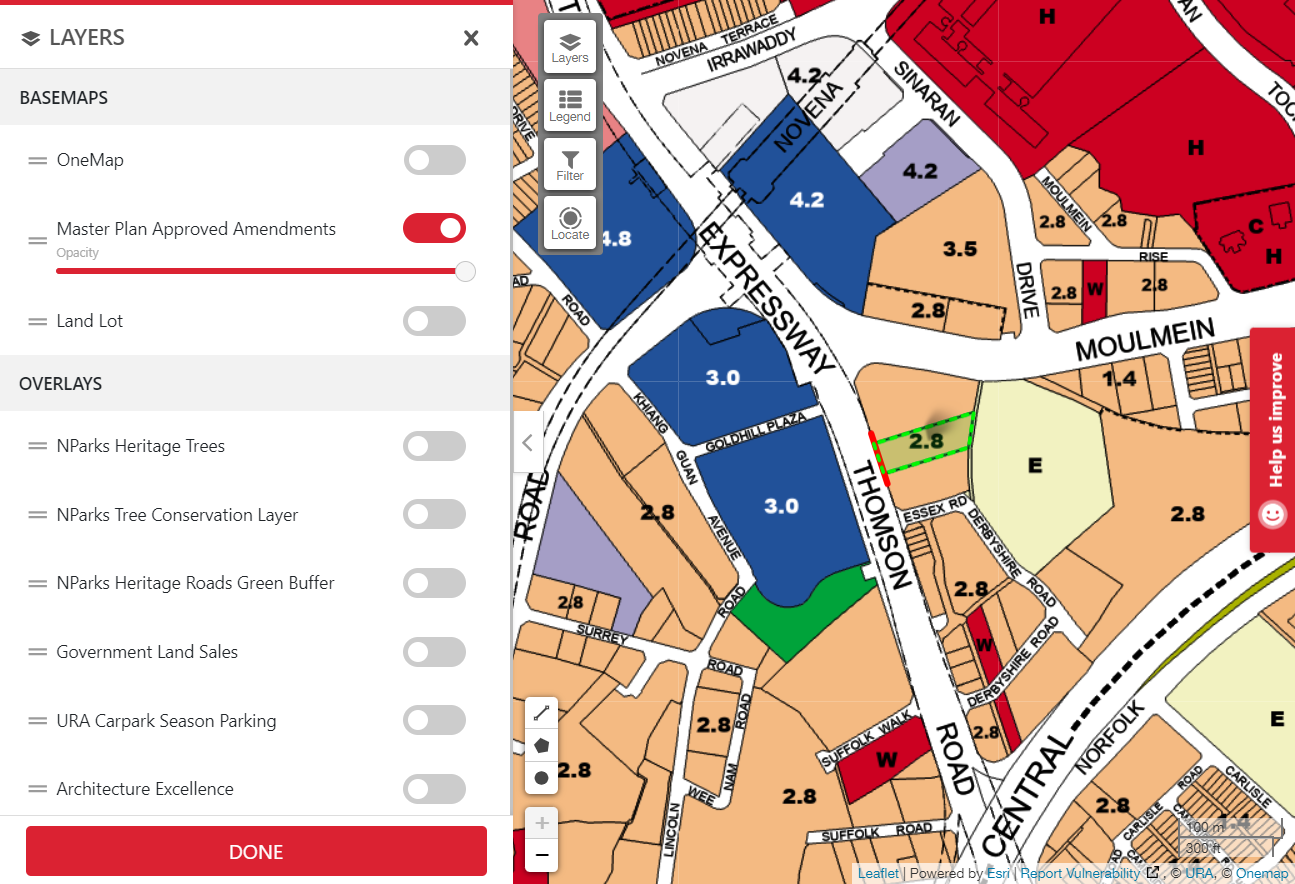 LAYERS
BASEMAPS
OneMap
Master Plan Approved Amendments
Opacity
Land Lot
OVERLAYS
NParks Heritage Trees
NParks Tree Conservation Layer
NParks Heritage Roads Green Buffer
Government Land Sales
URA Carpark Season Parking
Architecture Excellence
DONE
Layers
Legend
Filter
Locate
NOVENA TERRACE
IRRAWADDY
H
4.2
NOVENA
SINARAN
DRIVE
4.2
4.2
H
2.8
MOULMEIN
2.8
C
H
4.8
EXPRESSWAY
3.5
RISE
DRIVE
2.8
W
2.8
ROAD
2.8
MOULMEIN
3.0
1.4
KHIANG
GUAN
AVENUE
GOLDHILL PLAZA
2.8
E
THOMSON
ROAD
2.8
3.0
ESSEX RD
DERBYSHIRE ROAD
2.8
2.8
ROAD
2.8
SURREY
ROAD
W
DERBYSHIRE ROAD
2.8
ROAD
WEE NAM
LINCOLN
SUFFOLK WALK
W
2.8
ROAD
2.8
CENTRAL
NORFOLK
E
2.8
2.8
SUFFOLK ROAD
CARLISLE
ROAD
CARLISLE
Help us improve
+
−
100 m
300 ft
Leaflet | Powered by Esri | Report Vulnerability , © URA, © Onemap